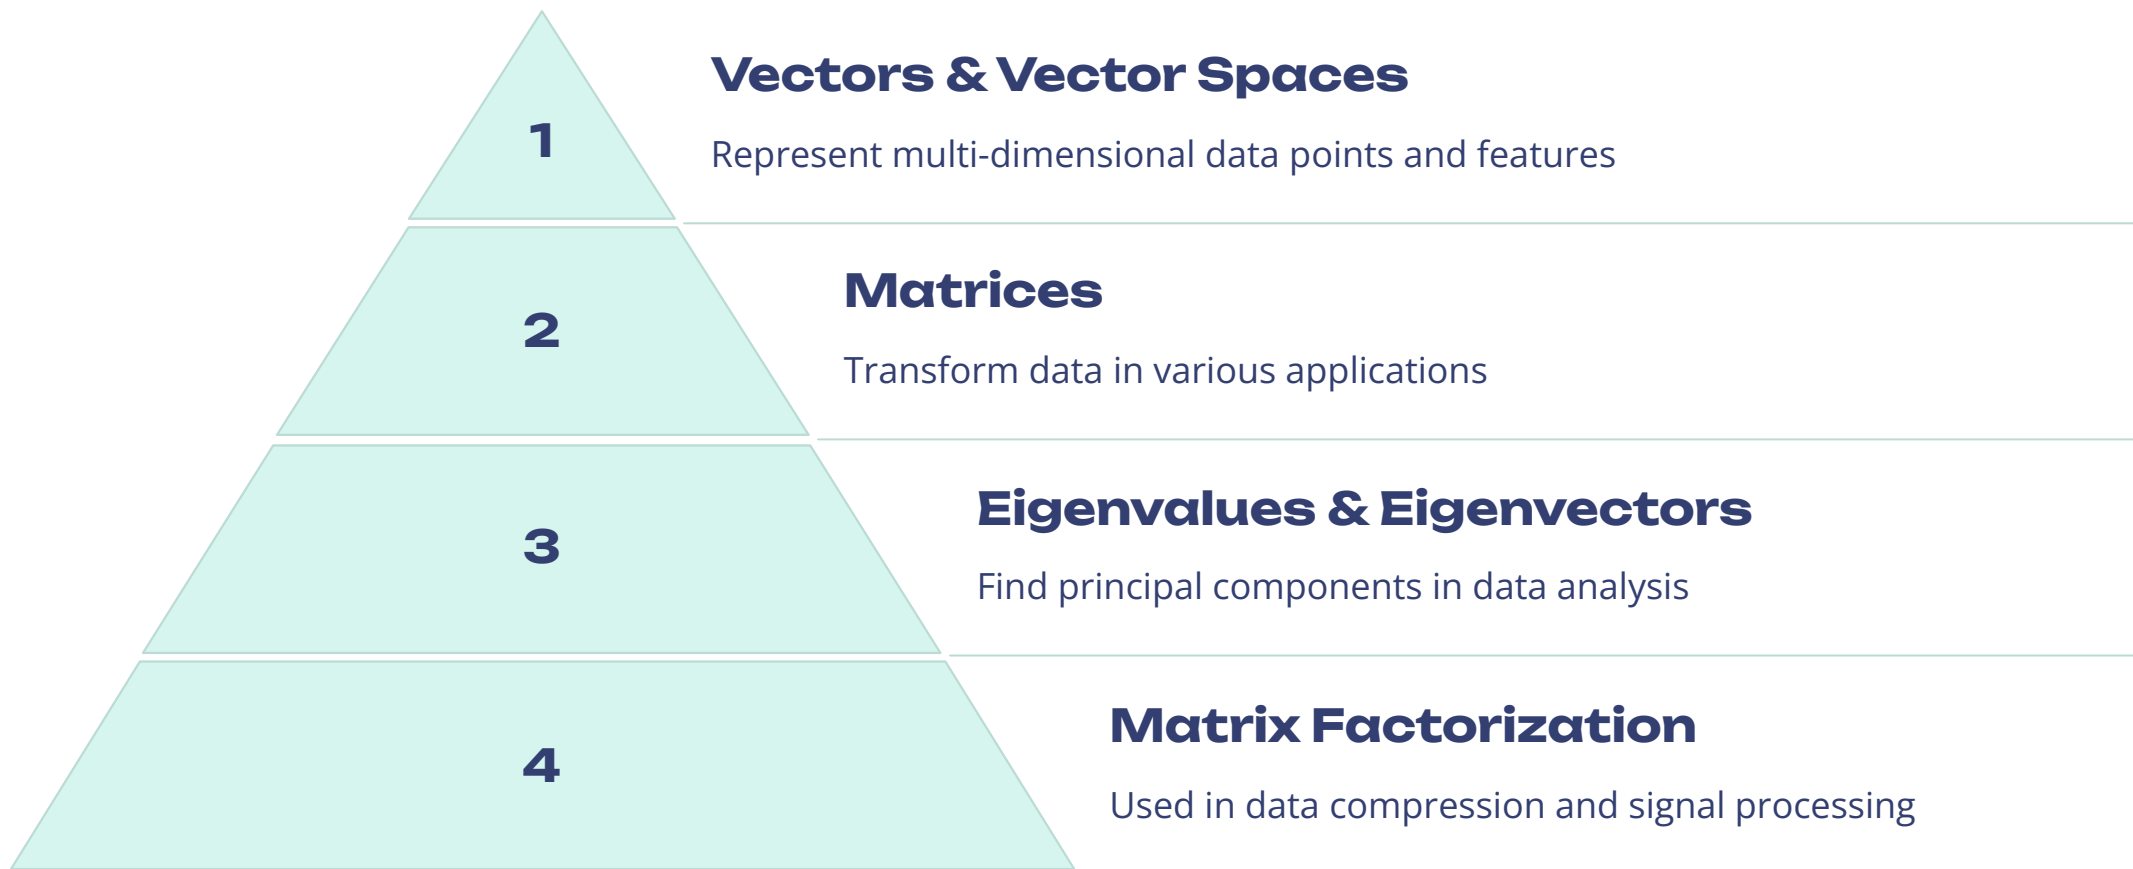 1
Vectors & Vector Spaces
Represent multi-dimensional data points and features
2
Matrices
Transform data in various applications
3
Eigenvalues & Eigenvectors
Find principal components in data analysis
4
Matrix Factorization
Used in data compression and signal processing